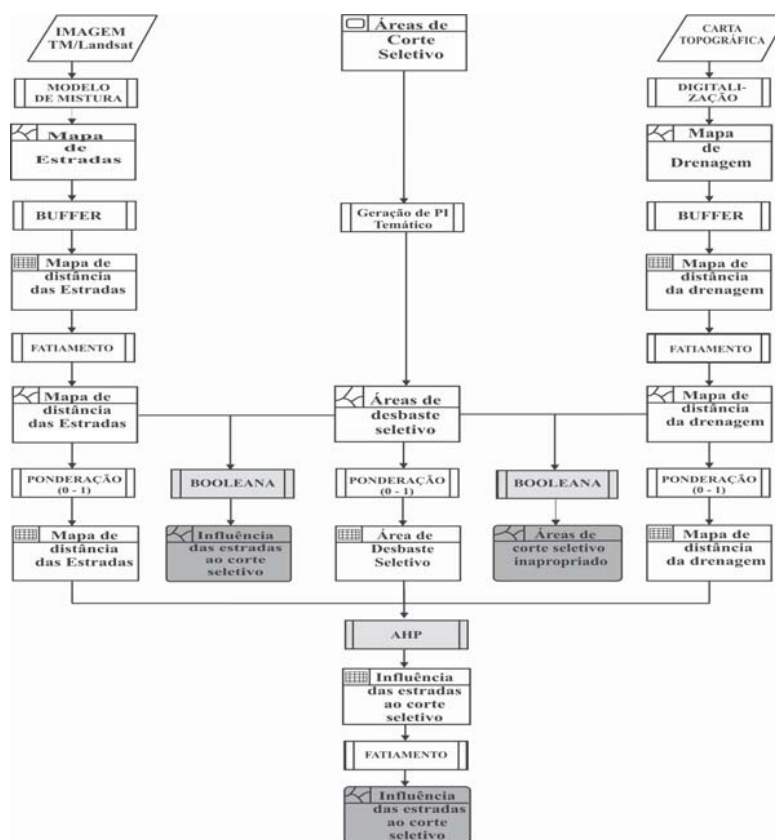 IMAGEM
TM/Landsat
MODELO
DE MISTURA
Mapa
de
Estradas
BUFFER
Mapa de
distância
das Estradas
FATIAMENTO
Mapa de
distância
das Estradas
PONDERAÇÃO
(0 - 1)
Mapa de
distância
das Estradas
Áreas de
Corte
Seletivo
Geração de PI
Temático
Áreas de
desbaste
seletivo
BOOLEANA
Influência
das estradas
ao corte
seletivo
PONDERAÇÃO
(0 - 1)
Área de
Desbaste
Seletivo
BOOLEANA
Áreas de
corte seletivo
inapropriado
CARTA
TOPOGRÁFICA
DIGITALI-
ZAÇÃO
Mapa
de
Drenagem
BUFFER
Mapa de
distância
da drenagem
FATIAMENTO
Mapa de
distância
da drenagem
PONDERAÇÃO
(0 - 1)
Mapa de
distância
da drenagem
AHP
Influência
das estradas
ao corte
seletivo
FATIAMENTO
Influência
das estradas
ao corte
seletivo